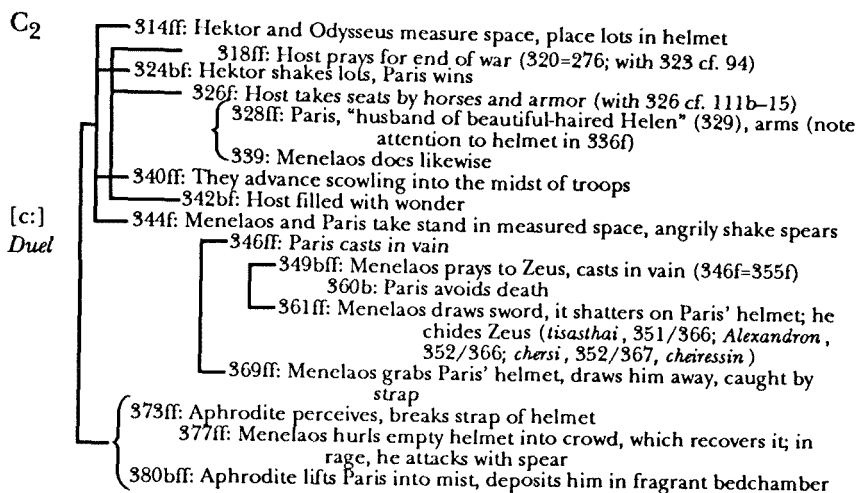 C2
314ff: Hektor and Odysseus measure space, place lots in helmet
318ff: Host prays for end of war (320=276; with 323 cf. 94)
324bf: Hektor shakes lots, Paris wins
326f: Host takes seats by horses and armor (with 326 cf. 111b–15)
328ff: Paris, "husband of beautiful-haired Helen" (329), arms (note
attention to helmet in 336f)
339: Menelaos does likewise
340ff: They advance scowling into the midst of troops
342bf: Host filled with wonder
[c:]
Duel
344f: Menelaos and Paris take stand in measured space, angrily shake spears
346ff: Paris casts in vain
349bff: Menelaos prays to Zeus, casts in vain (346f=355f)
360b: Paris avoids death
361ff: Menelaos draws sword, it shatters on Paris' helmet; he
chides Zeus (tisasthai, 351/366; Alexandron,
352/366; chersi, 352/367, cheiressin)
369ff: Menelaos grabs Paris' helmet, draws him away, caught by
strap
373ff: Aphrodite perceives, breaks strap of helmet
377ff: Menelaos hurls empty helmet into crowd, which recovers it; in
rage, he attacks with spear
380bff: Aphrodite lifts Paris into mist, deposits him in fragrant bedchamber